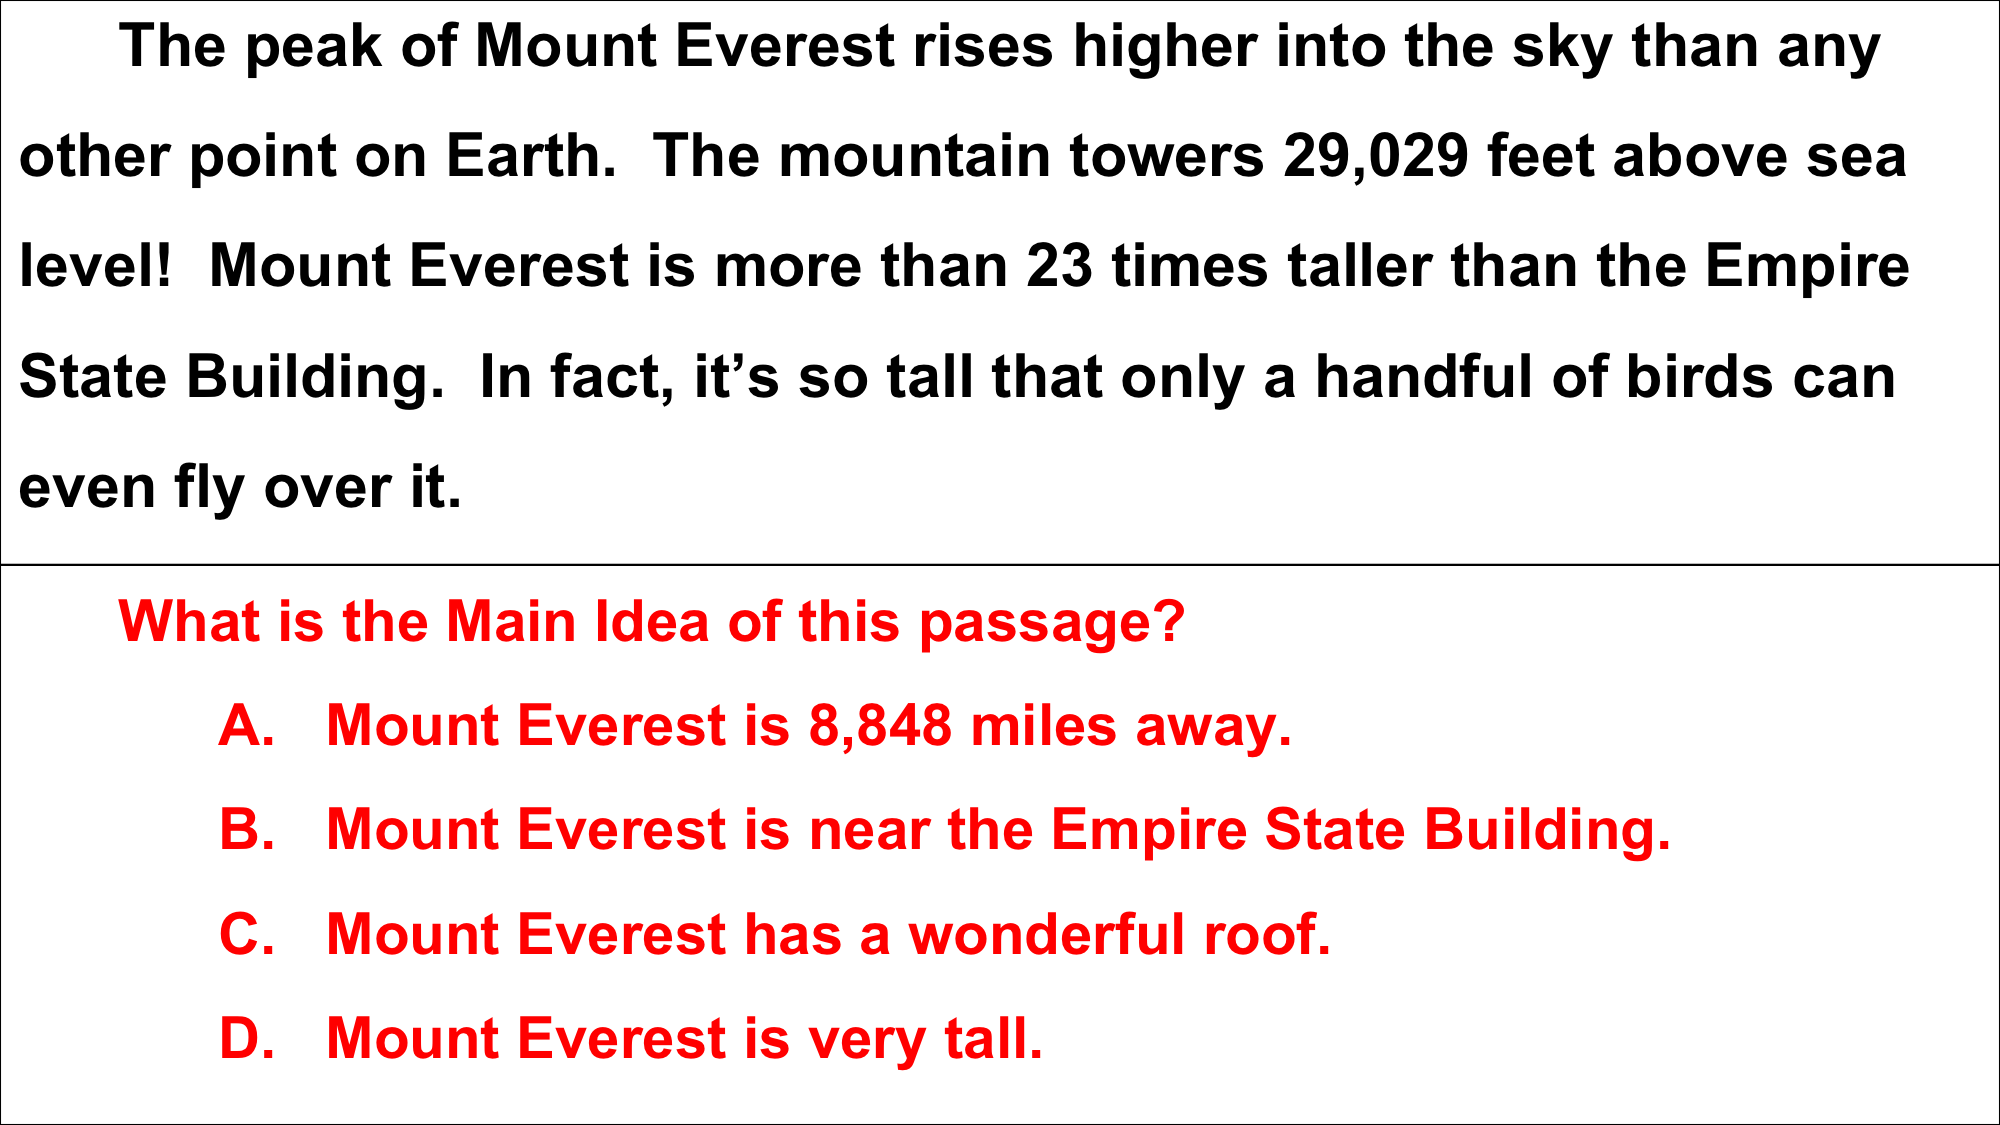 The peak of Mount Everest rises higher into the sky than any
other point on Earth.  The mountain towers 29,029 feet above sea
level!  Mount Everest is more than 23 times taller than the Empire
State Building.  In fact, it’s so tall that only a handful of birds can
even fly over it.
What is the Main Idea of this passage?
A. Mount Everest is 8,848 miles away.
B. Mount Everest is near the Empire State Building.
C. Mount Everest has a wonderful roof.
D. Mount Everest is very tall.